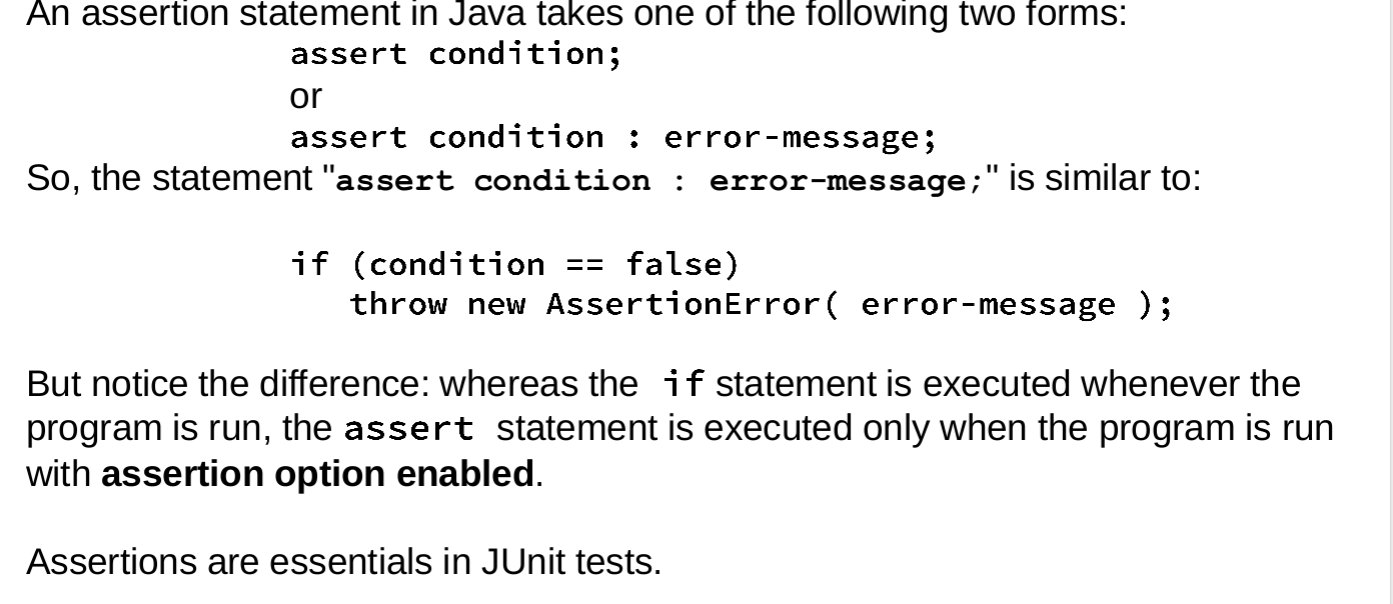 An assertion statement in Java takes one of the following two forms:
assert condition;
or
assert condition : error-message;
So, the statement "assert condition : error-message;" is similar to:
if (condition == false)
throw new AssertionError( error-message );
But notice the difference: whereas the if statement is executed whenever the
program is run, the assert statement is executed only when the program is run
with assertion option enabled.
Assertions are essentials in JUnit tests.